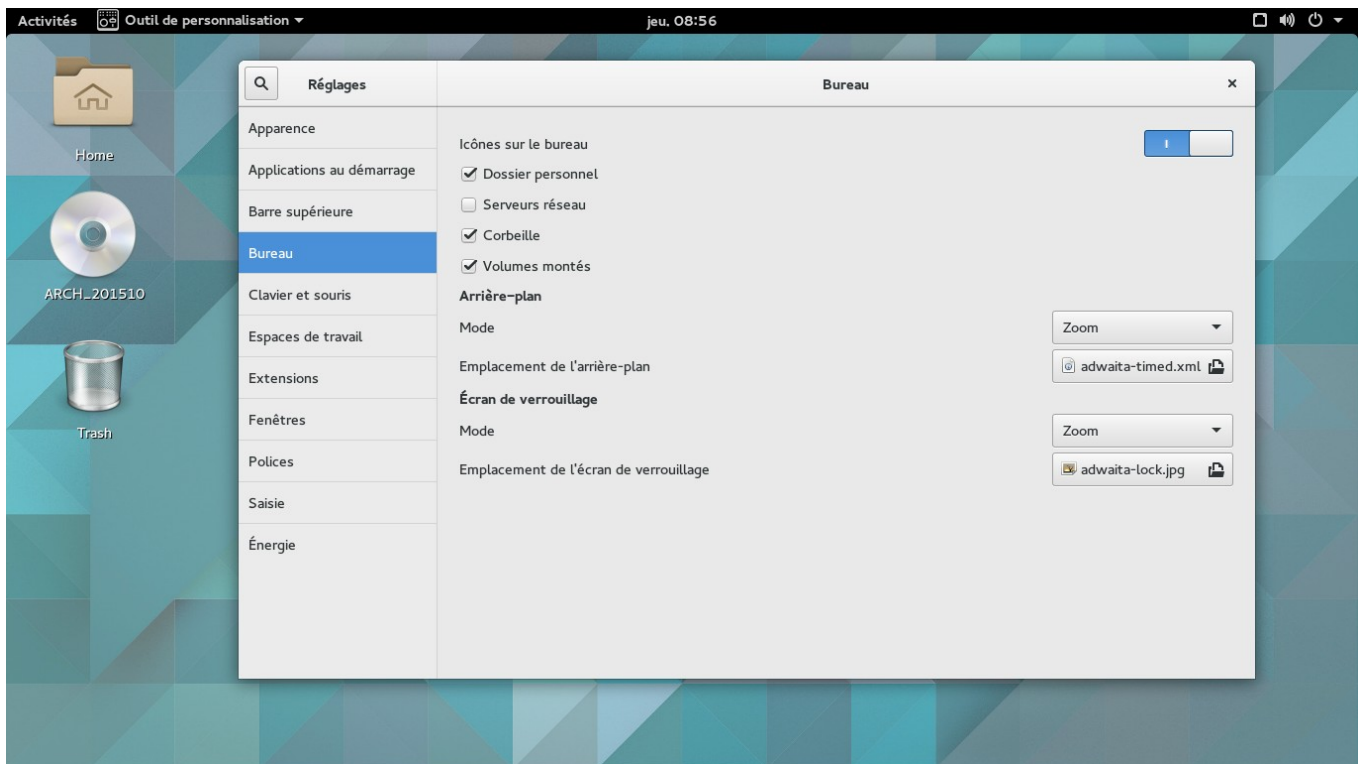 Activités Outil de personnalisation jeu. 08:56
Home
ARCH_201510
Trash
Réglages
Apparence
Applications au démarrage
Barre supérieure
Bureau
Clavier et souris
Espaces de travail
Extensions
Fenêtres
Polices
Saisie
Énergie
Bureau
Icônes sur le bureau
Dossier personnel
Serveurs réseau
Corbeille
Volumes montés
Arrière-plan
Mode Zoom
Emplacement de l'arrière-plan adwaita-timed.xml
Écran de verrouillage
Mode Zoom
Emplacement de l'écran de verrouillage adwaita-lock.jpg